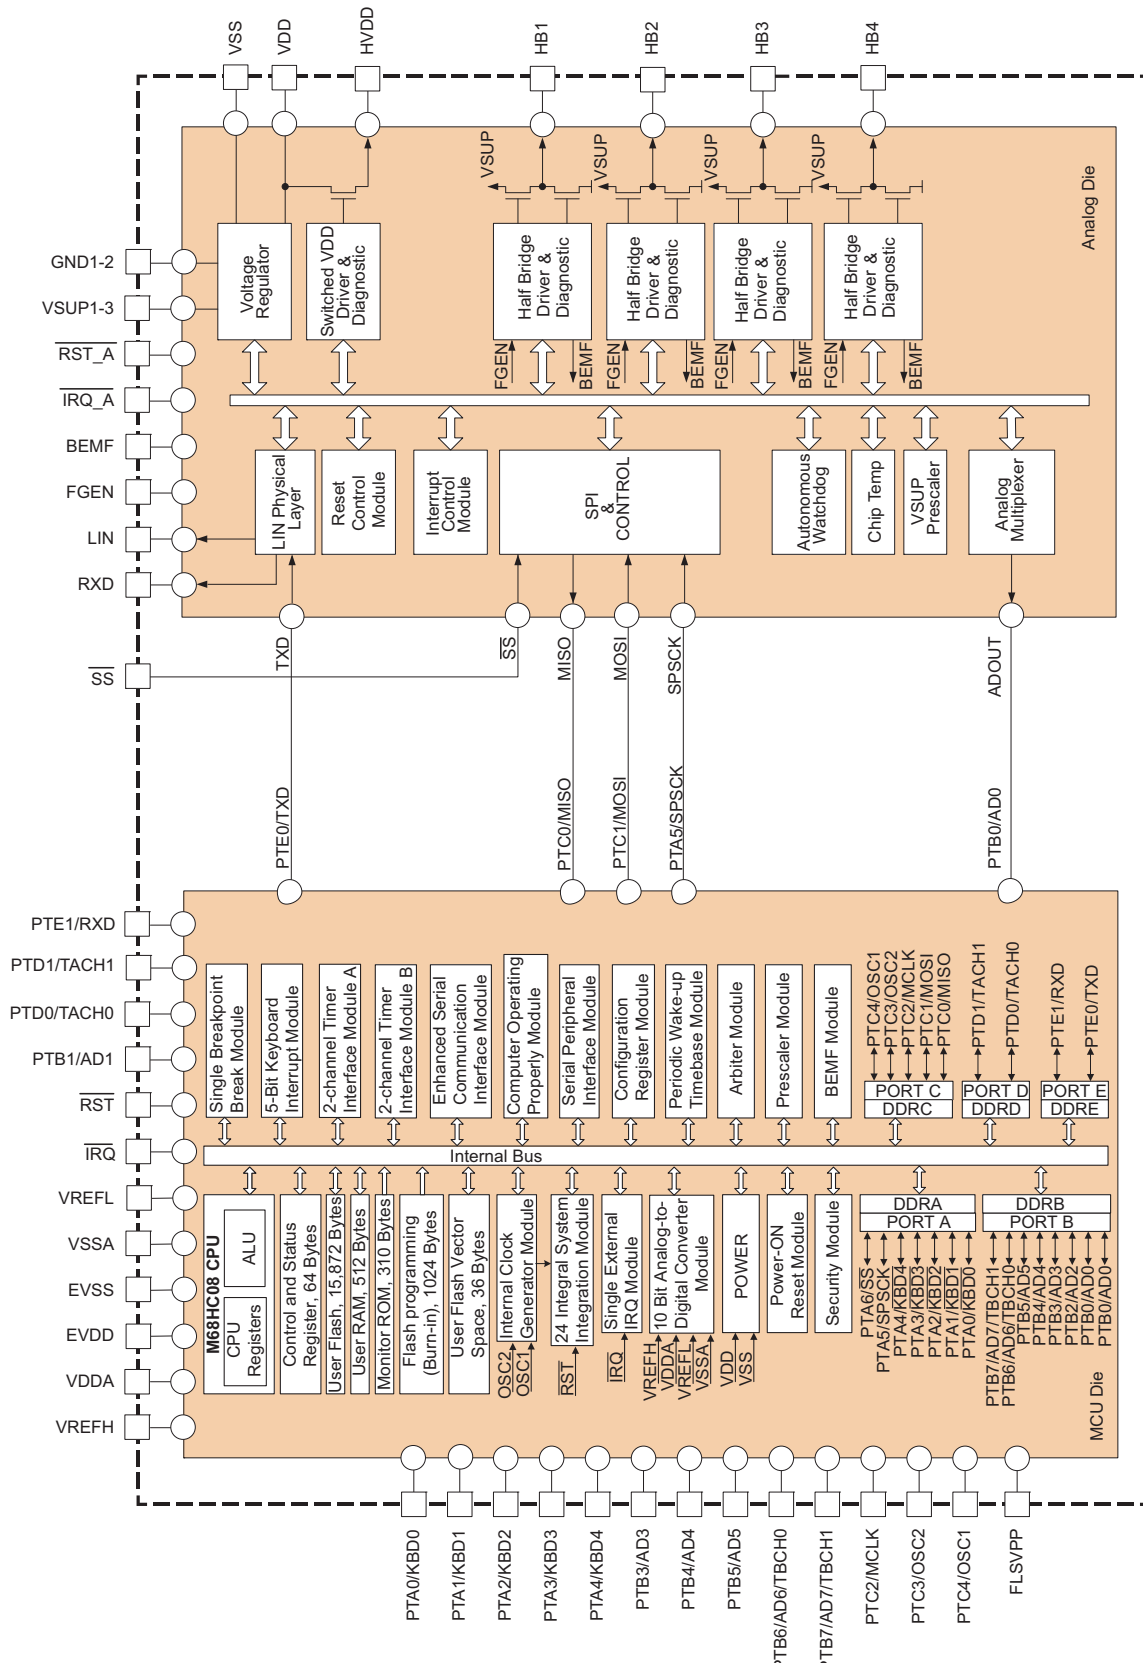 VSS
VDD
HVDD
HB1
HB2
HB3
HB4
GND1-2
VSUP1-3
RST_A
IRQ_A
BEMF
FGEN
LIN
RXD
SS
PTE1/RXD
PTD1/TACH1
PTD0/TACH0
PTB1/AD1
RST
IRQ
VREFL
VSSA
EVSS
EVDD
VDDA
VREFH
Analog Die
VSUP
VSUP
VSUP
VSUP
Voltage
Regulator
Switched VDD
Driver &
Diagnostic
Half Bridge
Driver &
Diagnostic
Half Bridge
Driver &
Diagnostic
Half Bridge
Driver &
Diagnostic
Half Bridge
Driver &
Diagnostic
FGEN
BEMF
FGEN
BEMF
FGEN
BEMF
FGEN
BEMF
LIN Physical
Layer
Reset
Control
Module
Interrupt
Control
Module
SPI
&
CONTROL
Autonomous
Watchdog
Chip Temp
VSUP
Prescaler
Analog
Multiplexer
TXD
SS
MISO
MOSI
SPSCK
ADOUT
PTE0/TXD
PTC0/MISO
PTC1/MOSI
PTA5/SPSCK
PTB0/AD0
Single Breakpoint
Break Module
5-Bit Keyboard
Interrupt Module
2-channel Timer
Interface Module A
2-channel Timer
Interface Module B
Enhanced Serial
Communication
Interface Module
Computer Operating
Properly Module
Serial Peripheral
Interface Module
Configuration
Register Module
Periodic Wake-up
Timebase Module
Arbiter Module
Prescaler Module
BEMF Module
PTC4/OSC1
PTC3/OSC2
PTC2/MCLK
PTC1/MOSI
PTC0/MISO
PORT C
DDRC
PTD1/TACH1
PTD0/TACH0
PORT D
DDRD
PTE1/RXD
PTE0/TXD
PORT E
DDRE
Internal Bus
M68HC08 CPU
CPU
Registers
ALU
Control and Status
Register, 64 Bytes
User Flash, 15,872 Bytes
User RAM, 512 Bytes
Monitor ROM, 310 Bytes
Flash programming
(Burn-in), 1024 Bytes
User Flash Vector
Space, 36 Bytes
Internal Clock
Generator Module
OSC2
OSC1
24 Integral System
Integration Module
RST
Single External
IRQ Module
IRQ
10 Bit Analog-to-
Digital Converter
Module
VREFH
VDDA
VREFL
VSSA
POWER
VDD
VSS
Power-ON
Reset Module
Security Module
DDRA
PORT A
PTA6/SS
PTA5/SPSCK
PTA4/KBD4
PTA3/KBD3
PTA2/KBD2
PTA1/KBD1
PTA0/KBD0
DDRB
PORT B
PTB7/AD7/TBCH1
PTB6/AD6/TBCH0
PTB5/AD5
PTB4/AD4
PTB3/AD3
PTB2/AD2
PTB0/AD0
PTB0/AD0
MCU Die
PTA0/KBD0
PTA1/KBD1
PTA2/KBD2
PTA3/KBD3
PTA4/KBD4
PTB3/AD3
PTB4/AD4
PTB5/AD5
PTB6/AD6/TBCH0
PTB7/AD7/TBCH1
PTC2/MCLK
PTC3/OSC2
PTC4/OSC1
FLSVPP